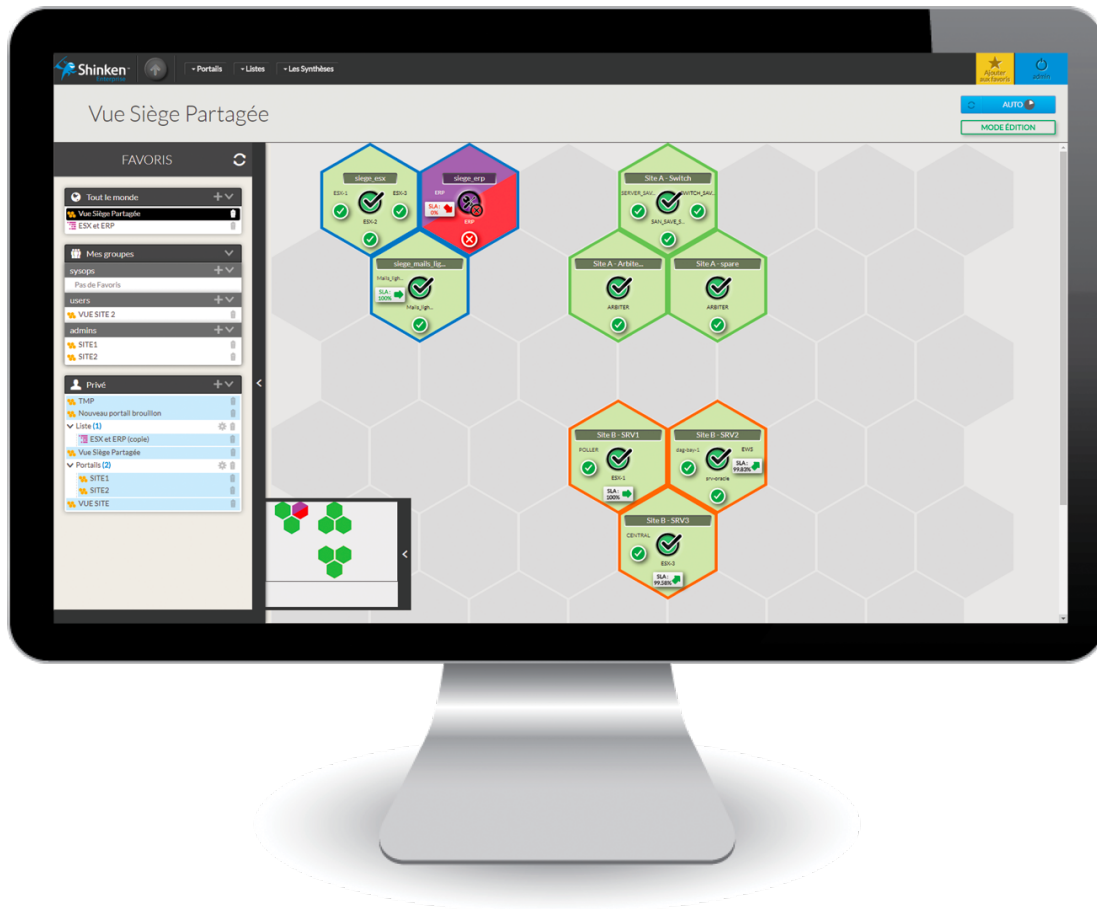 Shinken
Enterprise
Portails
Listes
Les Synthèses
Ajouter
aux favoris
admin
Vue Siège Partagée
AUTO
MODE ÉDITION
FAVORIS
Tout le monde
Vue Siège Partagée
ESX et ERP
Mes groupes
sysops
Pas de Favoris
users
VUE SITE 2
admins
SITE1
SITE2
Privé
TMP
Nouveau portail brouillon
Liste (1)
ESX et ERP (copie)
Vue Siège Partagée
Portails (2)
SITE1
SITE2
VUE SITE
siege_esx
ESX-1
ESX-3
ESX-2
siege_erp
ERP
SLA:
0%
ERP
siege_mails_lig...
Mails_ligh...
SLA:
100%
Mails_ligh...
Site A - Switch
SERVER_SAV...
SWITCH_SAV...
SAN_SAVE_S...
Site A - Arbite...
ARBITER
Site A - spare
ARBITER
Site B - SRV1
POLLER
ESX-1
SLA:
100%
Site B - SRV2
EWS
SLA:
99.83%
srv-oracle
Site B - SRV3
CENTRAL
ESX-3
SLA:
99.58%